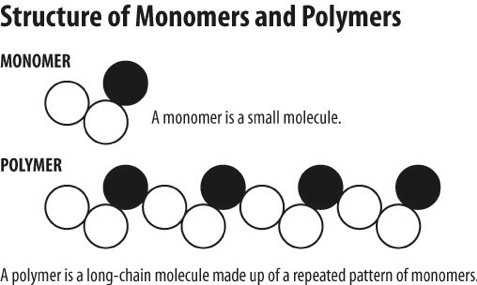 Structure of Monomers and Polymers
MONOMER
A monomer is a small molecule.
POLYMER
A polymer is a long-chain molecule made up of a repeated pattern of monomers.